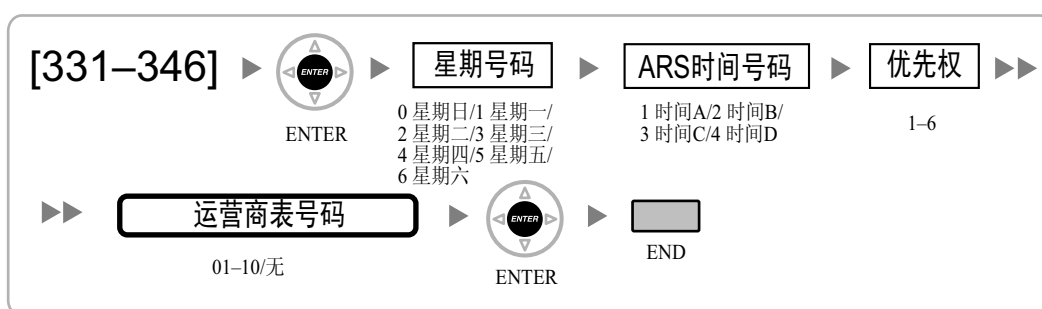 [331–346] ENTER 星期号码 ARS时间号码 优先权
ENTER
0 星期日/1 星期一/
2 星期二/3 星期三/
4 星期四/5 星期五/
6 星期六
1 时间A/2 时间B/
3 时间C/4 时间D
1–6
运营商表号码 ENTER
01–10/无
ENTER
END